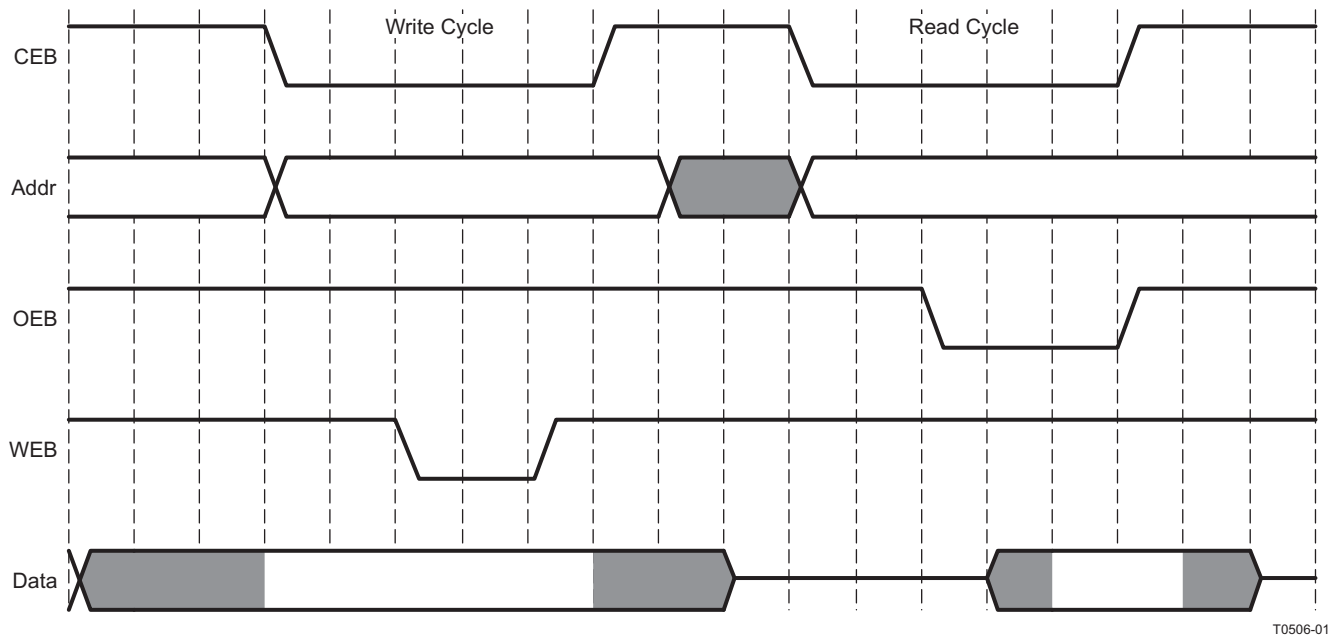 Write Cycle
Read Cycle
CEB
Addr
OEB
WEB
Data
T0506-01